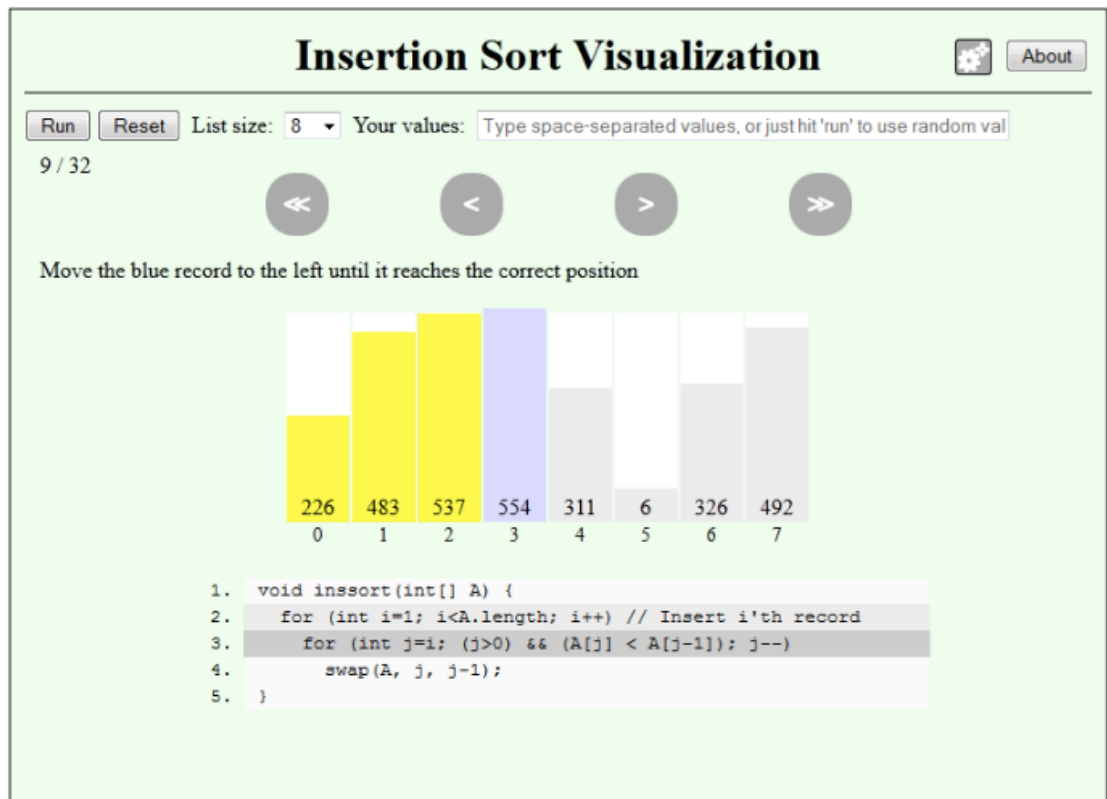 Insertion Sort Visualization
About
Run Reset List size: 8 Your values: Type space-separated values, or just hit 'run' to use random val
9 / 32
≪ < > ≫
Move the blue record to the left until it reaches the correct position
226 483 537 554 311 6 326 492
0 1 2 3 4 5 6 7
1. void inssort(int[] A) {
2. for (int i=1; i<A.length; i++) // Insert i'th record
3. for (int j=i; (j>0) && (A[j] < A[j-1]); j--)
4. swap(A, j, j-1);
5. }